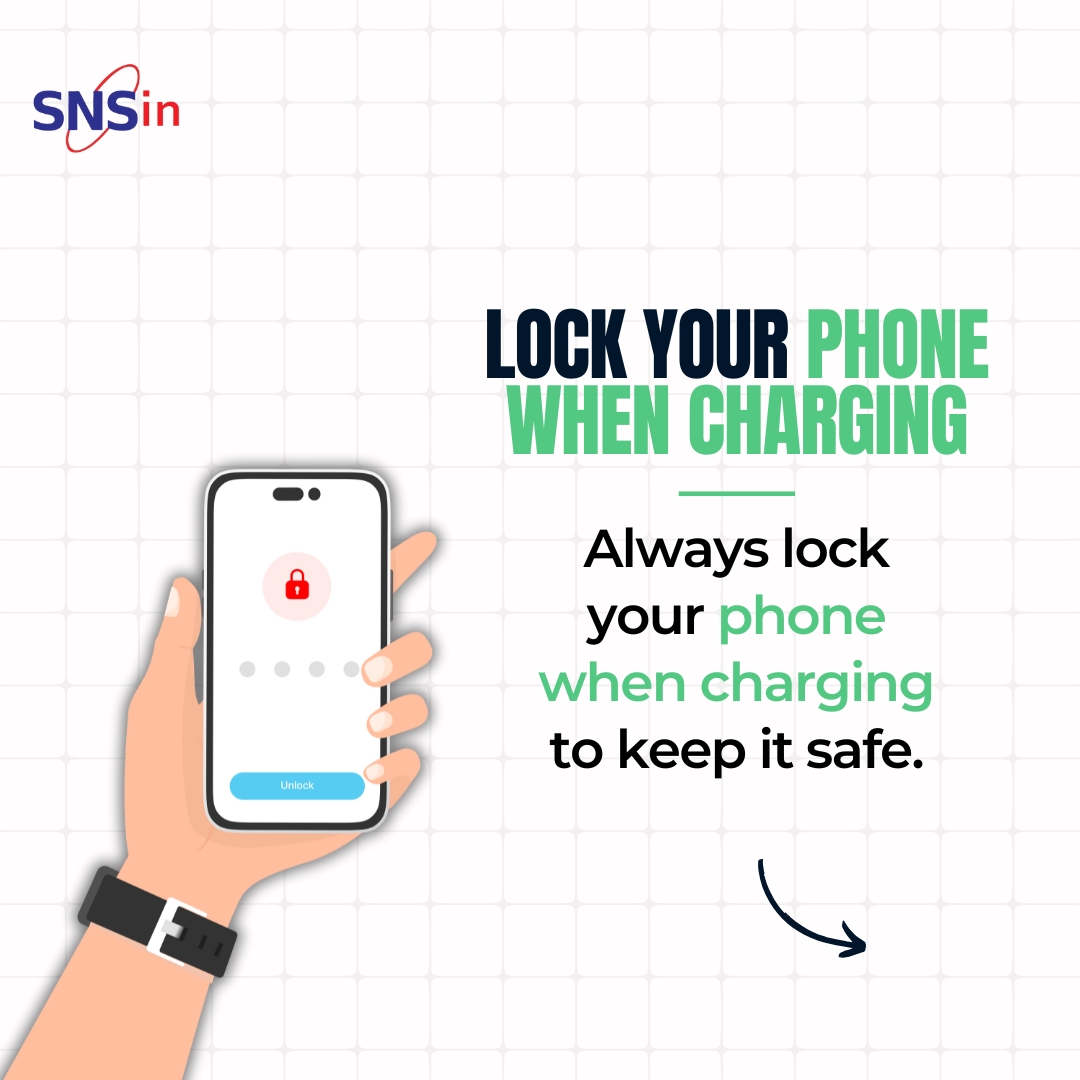 SNSin
LOCK YOUR PHONE
WHEN CHARGING
Always lock
your phone
when charging
to keep it safe.
Unlock